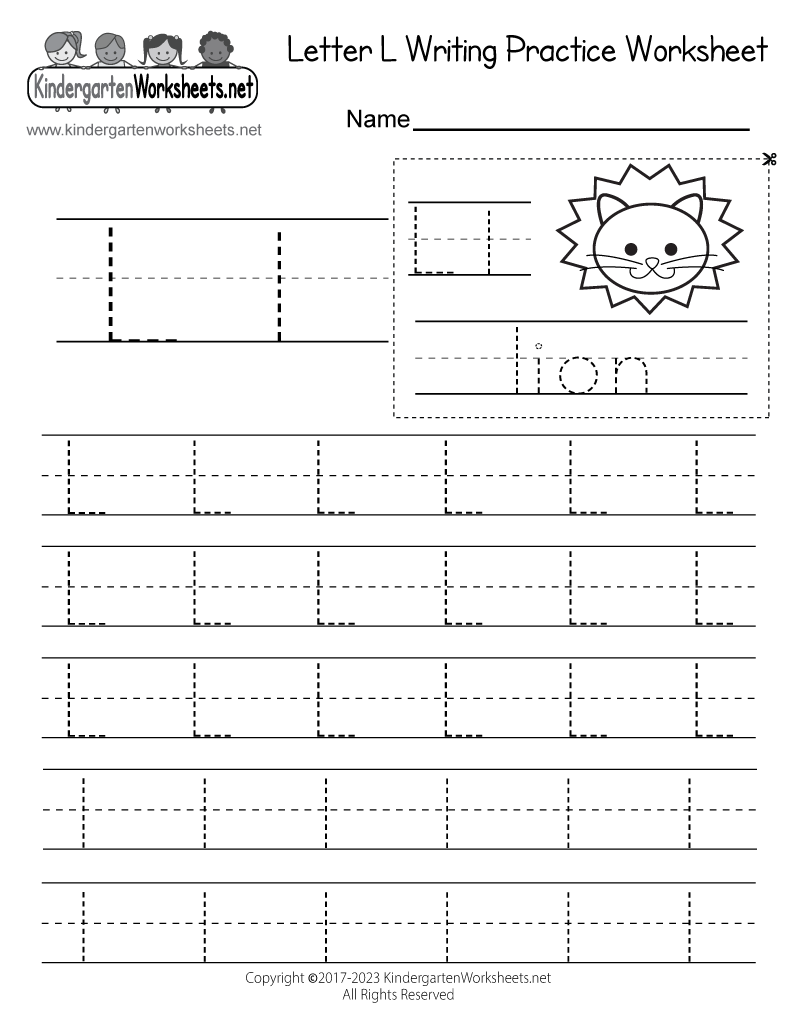 KindergartenWorksheets.net
www.kindergartenworksheets.net
Letter L Writing Practice Worksheet
Name
L l
L l
lion
L L L L L L
L L L L L L
L L L L L L
l l l l l l
l l l l l l
Copyright ©2017-2023 KindergartenWorksheets.net
All Rights Reserved